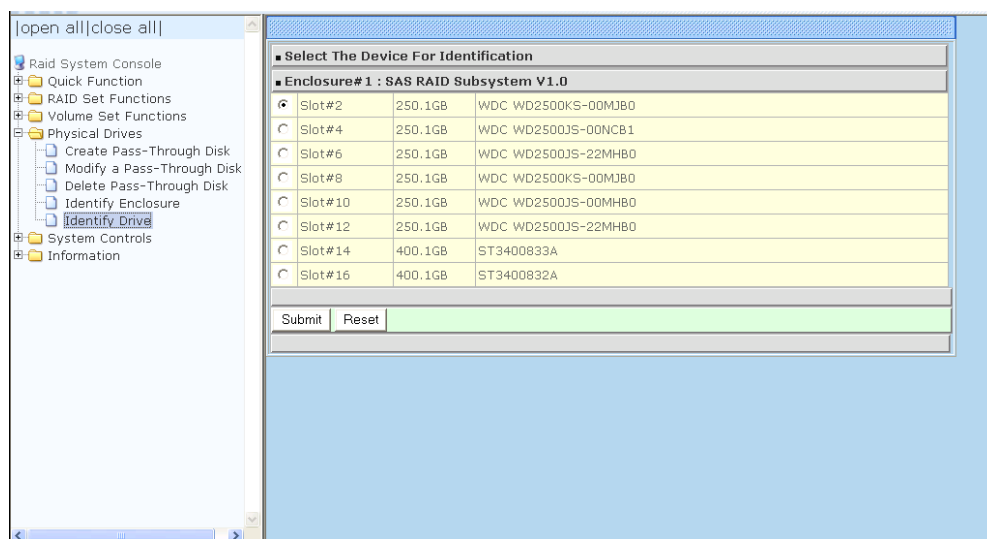 |open all|close all|
Raid System Console
Quick Function
RAID Set Functions
Volume Set Functions
Physical Drives
Create Pass-Through Disk
Modify a Pass-Through Disk
Delete Pass-Through Disk
Identify Enclosure
Identify Drive
System Controls
Information
Select The Device For Identification
Enclosure#1 : SAS RAID Subsystem V1.0
Slot#2 250.1GB WDC WD2500KS-00MJB0
Slot#4 250.1GB WDC WD2500JS-00NCB1
Slot#6 250.1GB WDC WD2500JS-22MHB0
Slot#8 250.1GB WDC WD2500KS-00MJB0
Slot#10 250.1GB WDC WD2500JS-00MHB0
Slot#12 250.1GB WDC WD2500JS-22MHB0
Slot#14 400.1GB ST3400833A
Slot#16 400.1GB ST3400832A
Submit Reset